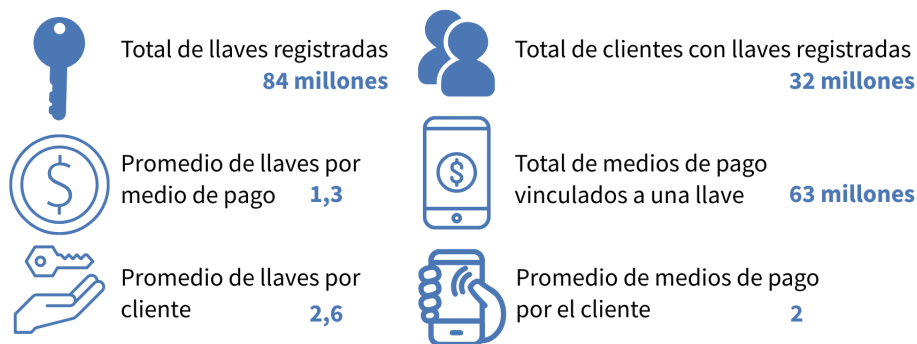 Total de llaves registradas
84 millones
Total de clientes con llaves registradas
32 millones
$
Promedio de llaves por
medio de pago 1,3
$
Total de medios de pago
vinculados a una llave 63 millones
Promedio de llaves por
cliente 2,6
Promedio de medios de pago
por el cliente 2